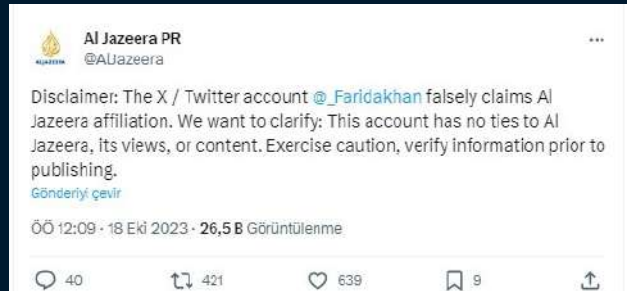 Al Jazeera PR
@AlJazeera
ALJAZEERA
Disclaimer: The X / Twitter account @_Faridakhan falsely claims Al
Jazeera affiliation. We want to clarify: This account has no ties to Al
Jazeera, its views, or content. Exercise caution, verify information prior to
publishing.
Gönderiyi çevir
ÖÖ 12:09 · 18 Eki 2023 · 26,5 B Görüntülenme
40 421 639 9